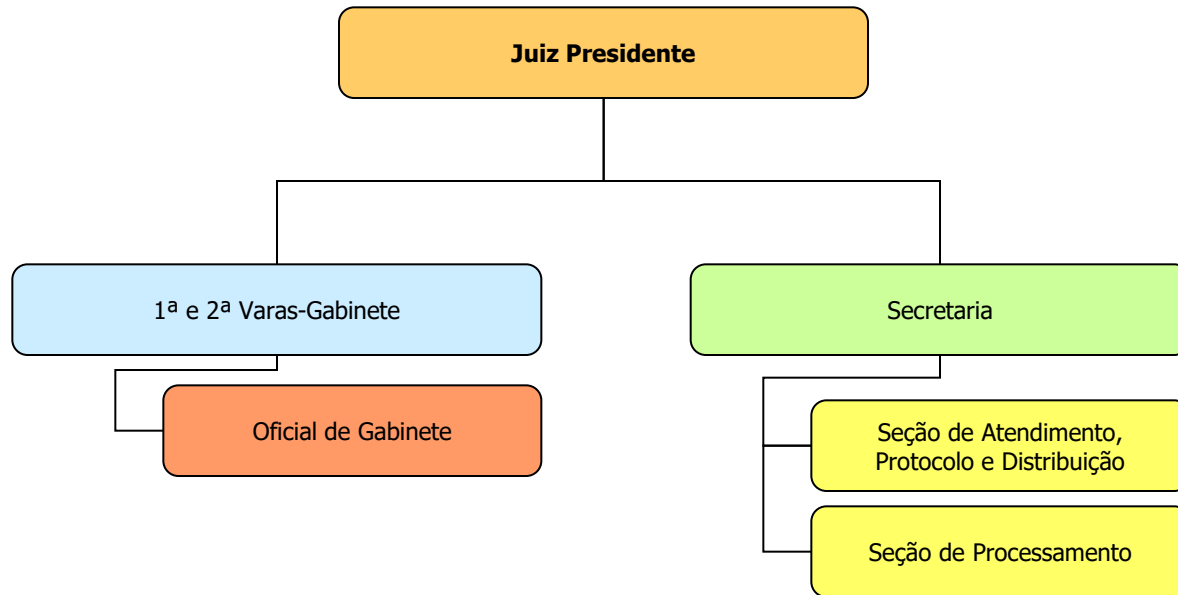 Juiz Presidente
1ª e 2ª Varas-Gabinete
Secretaria
Oficial de Gabinete
Seção de Atendimento,
Protocolo e Distribuição
Seção de Processamento